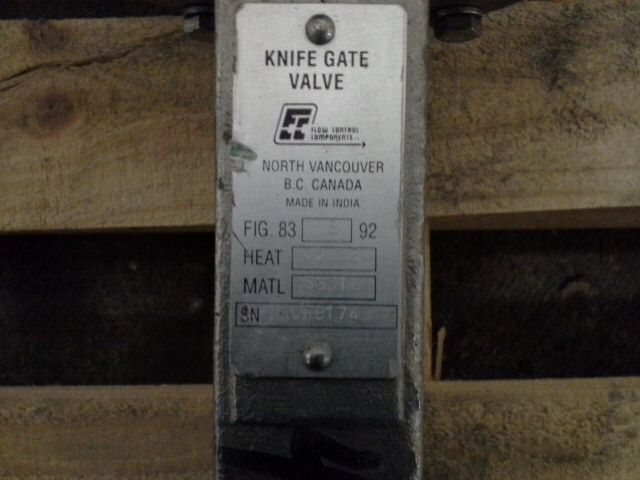 KNIFE GATE
VALVE
FLOW CONTROL
COMPONENTS
NORTH VANCOUVER
B.C. CANADA
MADE IN INDIA
FIG. 83 92
HEAT
MATL
SN